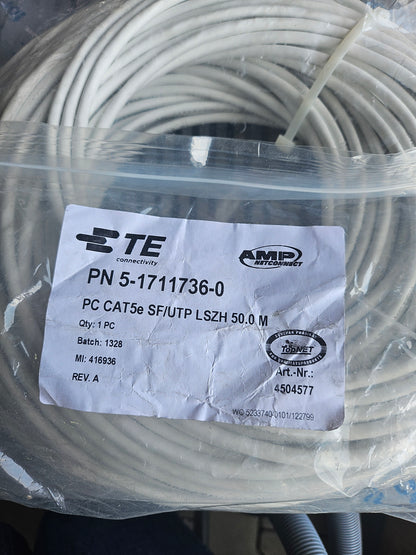 TE
connectivity
AMP
NETCONNECT
PN 5-1711736-0
PC CAT5e SF/UTP LSZH 50.0 M
Qty: 1 PC
Batch: 1328
MI: 416936
REV. A
TopNET
Art.-Nr.:
4504577
WO 5233740-0101/122799